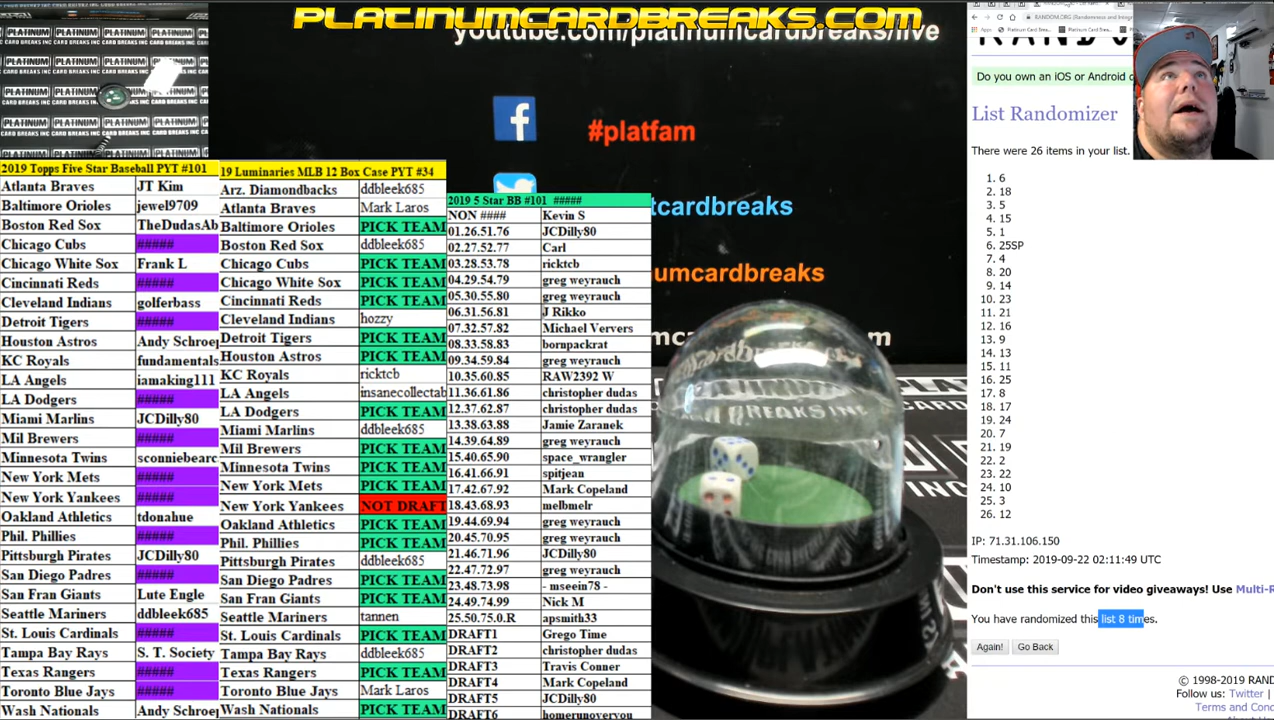 PLATINUMCARDBREAKS.COM
youtube.com/platinumcardbreaks/live
#platfam
tcardbreaks
umcardbreaks
2019 Topps Five Star Baseball PYT #101
Atlanta Braves JT Kim
Baltimore Orioles jewel9709
Boston Red Sox TheDudasAb
Chicago Cubs #####
Chicago White Sox Frank L
Cincinnati Reds #####
Cleveland Indians golferbass
Detroit Tigers #####
Houston Astros Andy Schroep
KC Royals fundamentals
LA Angels iamaking111
LA Dodgers #####
Miami Marlins JCDilly80
Mil Brewers #####
Minnesota Twins sconniebearc
New York Mets #####
New York Yankees #####
Oakland Athletics tdonahue
Phil. Phillies #####
Pittsburgh Pirates JCDilly80
San Diego Padres #####
San Fran Giants Lute Engle
Seattle Mariners ddbleek685
St. Louis Cardinals #####
Tampa Bay Rays S. T. Society
Texas Rangers #####
Toronto Blue Jays #####
Wash Nationals Andy Schroep
19 Luminaries MLB 12 Box Case PYT #34
Arz. Diamondbacks ddbleek685
Atlanta Braves Mark Laros
Baltimore Orioles PICK TEAM
Boston Red Sox ddbleek685
Chicago Cubs PICK TEAM
Chicago White Sox PICK TEAM
Cincinnati Reds PICK TEAM
Cleveland Indians hozzy
Detroit Tigers PICK TEAM
Houston Astros PICK TEAM
KC Royals ricktcb
LA Angels insanecollectab
LA Dodgers PICK TEAM
Miami Marlins ddbleek685
Mil Brewers PICK TEAM
Minnesota Twins PICK TEAM
New York Mets PICK TEAM
New York Yankees NOT DRAFT
Oakland Athletics PICK TEAM
Phil. Phillies PICK TEAM
Pittsburgh Pirates ddbleek685
San Diego Padres PICK TEAM
San Fran Giants PICK TEAM
Seattle Mariners tannen
St. Louis Cardinals PICK TEAM
Tampa Bay Rays ddbleek685
Texas Rangers PICK TEAM
Toronto Blue Jays Mark Laros
Wash Nationals PICK TEAM
2019 5 Star BB #101 #####
NON #### Kevin S
01.26.51.76 JCDilly80
02.27.52.77 Carl
03.28.53.78 ricktcb
04.29.54.79 greg weyrauch
05.30.55.80 greg weyrauch
06.31.56.81 J Rikko
07.32.57.82 Michael Ververs
08.33.58.83 bornpackrat
09.34.59.84 greg weyrauch
10.35.60.85 RAW2392 W
11.36.61.86 christopher dudas
12.37.62.87 christopher dudas
13.38.63.88 Jamie Zaranek
14.39.64.89 greg weyrauch
15.40.65.90 space_wrangler
16.41.66.91 spitjean
17.42.67.92 Mark Copeland
18.43.68.93 melbmelr
19.44.69.94 greg weyrauch
20.45.70.95 greg weyrauch
21.46.71.96 JCDilly80
22.47.72.97 greg weyrauch
23.48.73.98 - mseein78 -
24.49.74.99 Nick M
25.50.75.0.R apsmith33
DRAFT1 Grego Time
DRAFT2 christopher dudas
DRAFT3 Travis Conner
DRAFT4 Mark Copeland
DRAFT5 JCDilly80
DRAFT6 homerunoveryou
Do you own an iOS or Android d
List Randomizer
There were 26 items in your list.
1. 6
2. 18
3. 5
4. 15
5. 1
6. 25SP
7. 4
8. 20
9. 14
10. 23
11. 21
12. 16
13. 9
14. 13
15. 11
16. 25
17. 8
18. 17
19. 24
20. 7
21. 19
22. 2
23. 22
24. 10
25. 3
26. 12
IP: 71.31.106.150
Timestamp: 2019-09-22 02:11:49 UTC
Don't use this service for video giveaways! Use Multi-R
You have randomized this list 8 times.
Again! Go Back
© 1998-2019 RAND
Follow us: Twitter |
Terms and Cond